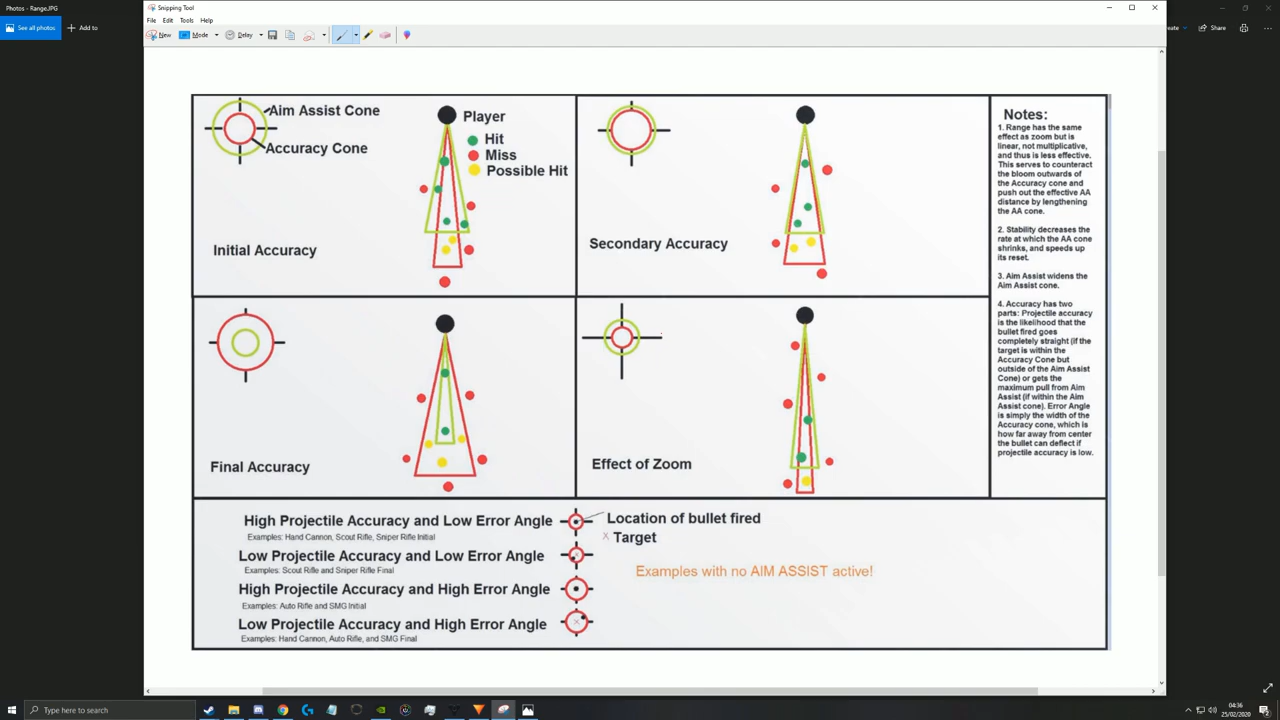 Photos - Range.JPG
See all photos
Add to
Snipping Tool
File Edit Tools Help
New Mode Delay
Share
Aim Assist Cone
Accuracy Cone
Initial Accuracy
Player
Hit
Miss
Possible Hit
Secondary Accuracy
Final Accuracy
Effect of Zoom
Notes:
1. Range has the same
effect as zoom but is
linear, not multiplicative,
and thus is less effective.
This serves to counteract
the bloom outwards of
the Accuracy cone and
push out the effective AA
distance by lengthening
the AA cone.
2. Stability decreases the
rate at which the AA cone
shrinks, and speeds up
its reset.
3. Aim Assist widens the
Aim Assist cone.
4. Accuracy has two
parts: Projectile accuracy
is the likelihood that the
bullet fired goes
completely straight (if the
target is within the
Accuracy Cone but
outside of the Aim Assist
Cone) or gets the
maximum pull from Aim
Assist (if within the Aim
Assist cone). Error Angle
is simply the width of the
Accuracy cone, which is
how far away from center
the bullet can deflect if
projectile accuracy is low.
High Projectile Accuracy and Low Error Angle
Examples: Hand Cannon, Scout Rifle, Sniper Rifle Initial
Low Projectile Accuracy and Low Error Angle
Examples: Scout Rifle and Sniper Rifle Final
High Projectile Accuracy and High Error Angle
Examples: Auto Rifle and SMG Initial
Low Projectile Accuracy and High Error Angle
Examples: Hand Cannon, Auto Rifle, and SMG Final
Location of bullet fired
x Target
Examples with no AIM ASSIST active!
Type here to search
04:36
25/02/2020